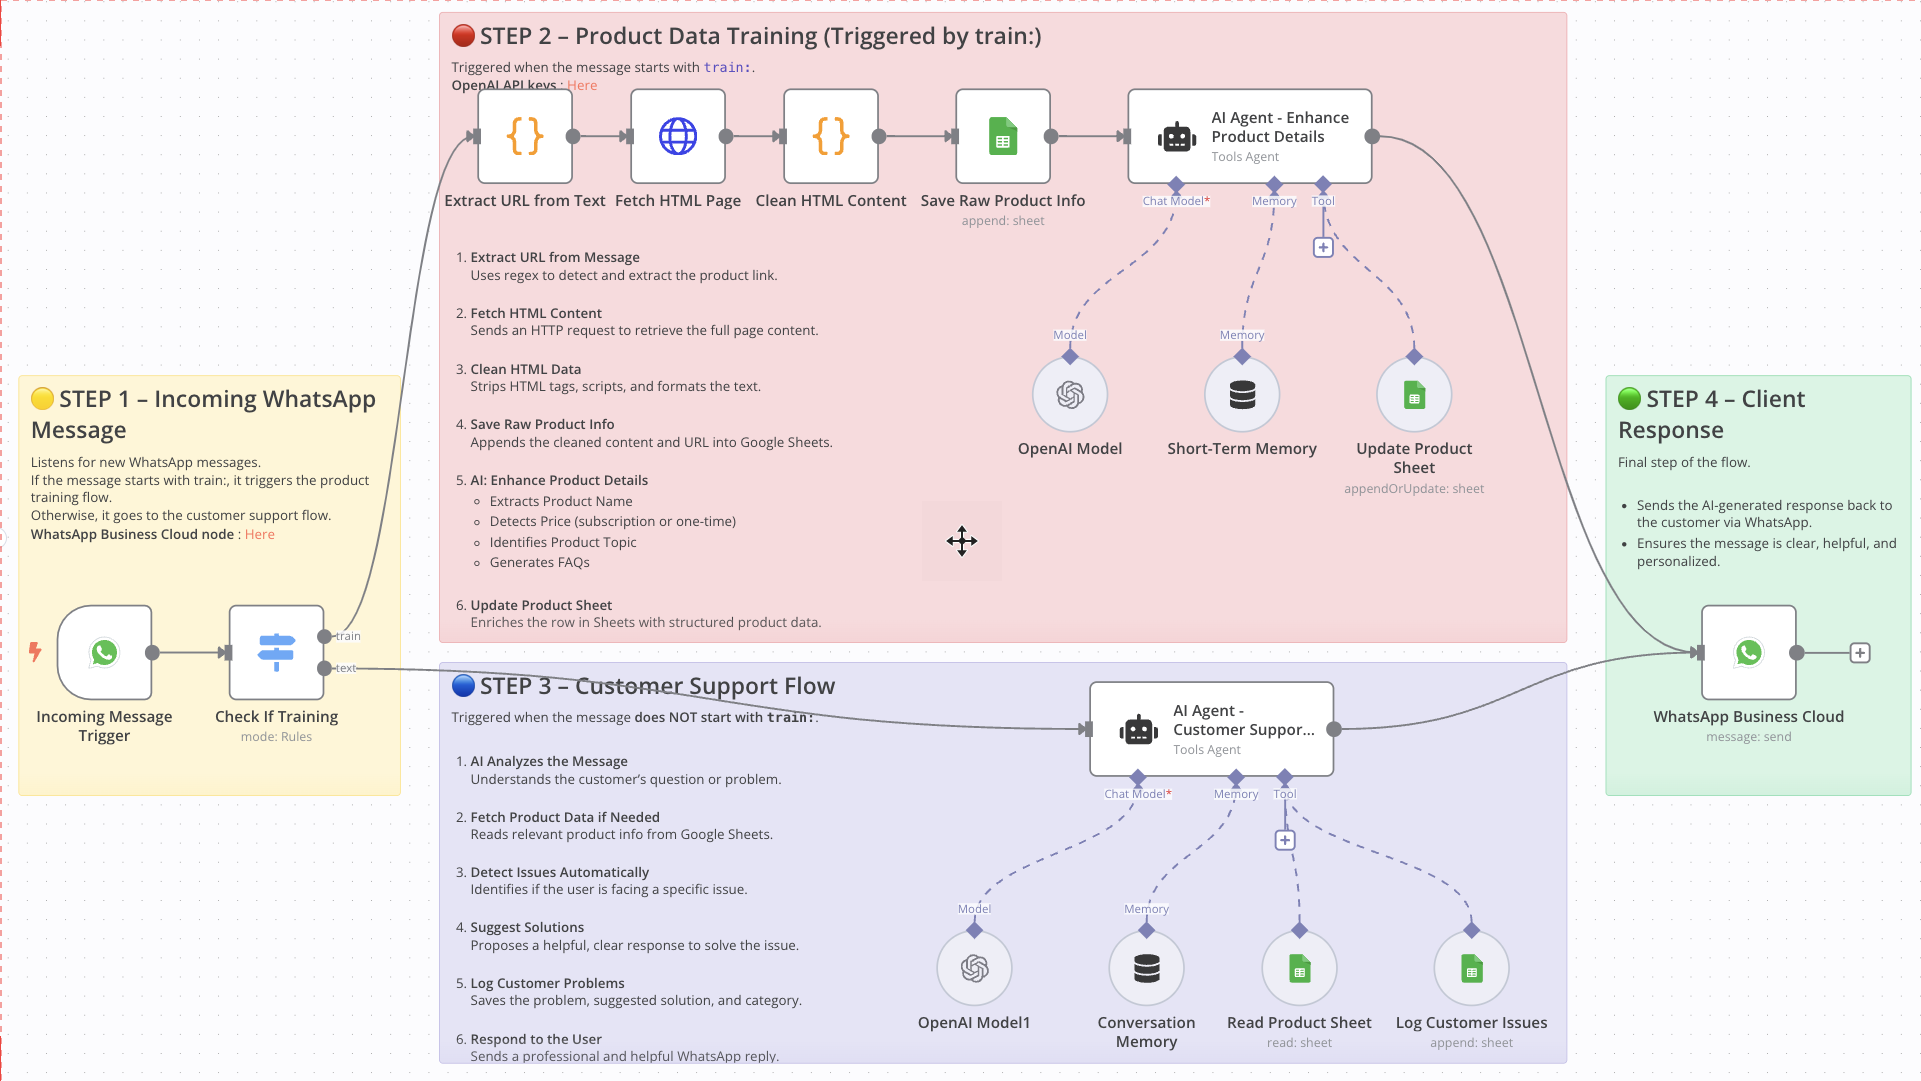 STEP 1 – Incoming WhatsApp
Message
Listens for new WhatsApp messages.
If the message starts with train:, it triggers the product
training flow.
Otherwise, it goes to the customer support flow.
WhatsApp Business Cloud node : Here
train
text
Incoming Message
Trigger
Check If Training
mode: Rules
STEP 2 – Product Data Training (Triggered by train:)
Triggered when the message starts with train:.
OpenAI API keys : Here
Extract URL from Text
Fetch HTML Page
Clean HTML Content
Save Raw Product Info
append: sheet
AI Agent - Enhance
Product Details
Tools Agent
Chat Model*
Memory
Tool
1. Extract URL from Message
Uses regex to detect and extract the product link.
2. Fetch HTML Content
Sends an HTTP request to retrieve the full page content.
3. Clean HTML Data
Strips HTML tags, scripts, and formats the text.
4. Save Raw Product Info
Appends the cleaned content and URL into Google Sheets.
5. AI: Enhance Product Details
Extracts Product Name
Detects Price (subscription or one-time)
Identifies Product Topic
Generates FAQs
6. Update Product Sheet
Enriches the row in Sheets with structured product data.
Model
Memory
OpenAI Model
Short-Term Memory
Update Product
Sheet
appendOrUpdate: sheet
STEP 3 – Customer Support Flow
Triggered when the message does NOT start with train:.
1. AI Analyzes the Message
Understands the customer’s question or problem.
2. Fetch Product Data if Needed
Reads relevant product info from Google Sheets.
3. Detect Issues Automatically
Identifies if the user is facing a specific issue.
4. Suggest Solutions
Proposes a helpful, clear response to solve the issue.
5. Log Customer Problems
Saves the problem, suggested solution, and category.
6. Respond to the User
Sends a professional and helpful WhatsApp reply.
AI Agent -
Customer Suppor...
Tools Agent
Chat Model*
Memory
Tool
Model
Memory
OpenAI Model1
Conversation
Memory
Read Product Sheet
read: sheet
Log Customer Issues
append: sheet
STEP 4 – Client
Response
Final step of the flow.
Sends the AI-generated response back to
the customer via WhatsApp.
Ensures the message is clear, helpful, and
personalized.
WhatsApp Business Cloud
message: send